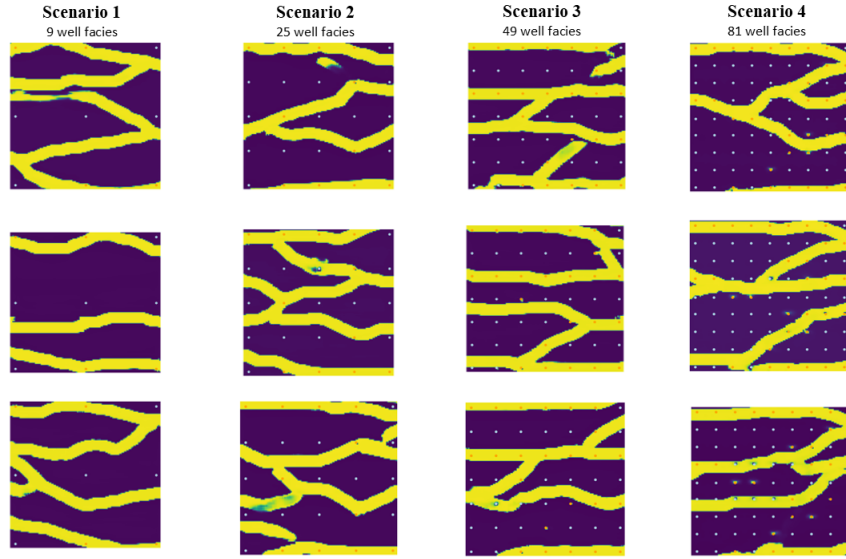 Scenario 1
9 well facies
Scenario 2
25 well facies
Scenario 3
49 well facies
Scenario 4
81 well facies